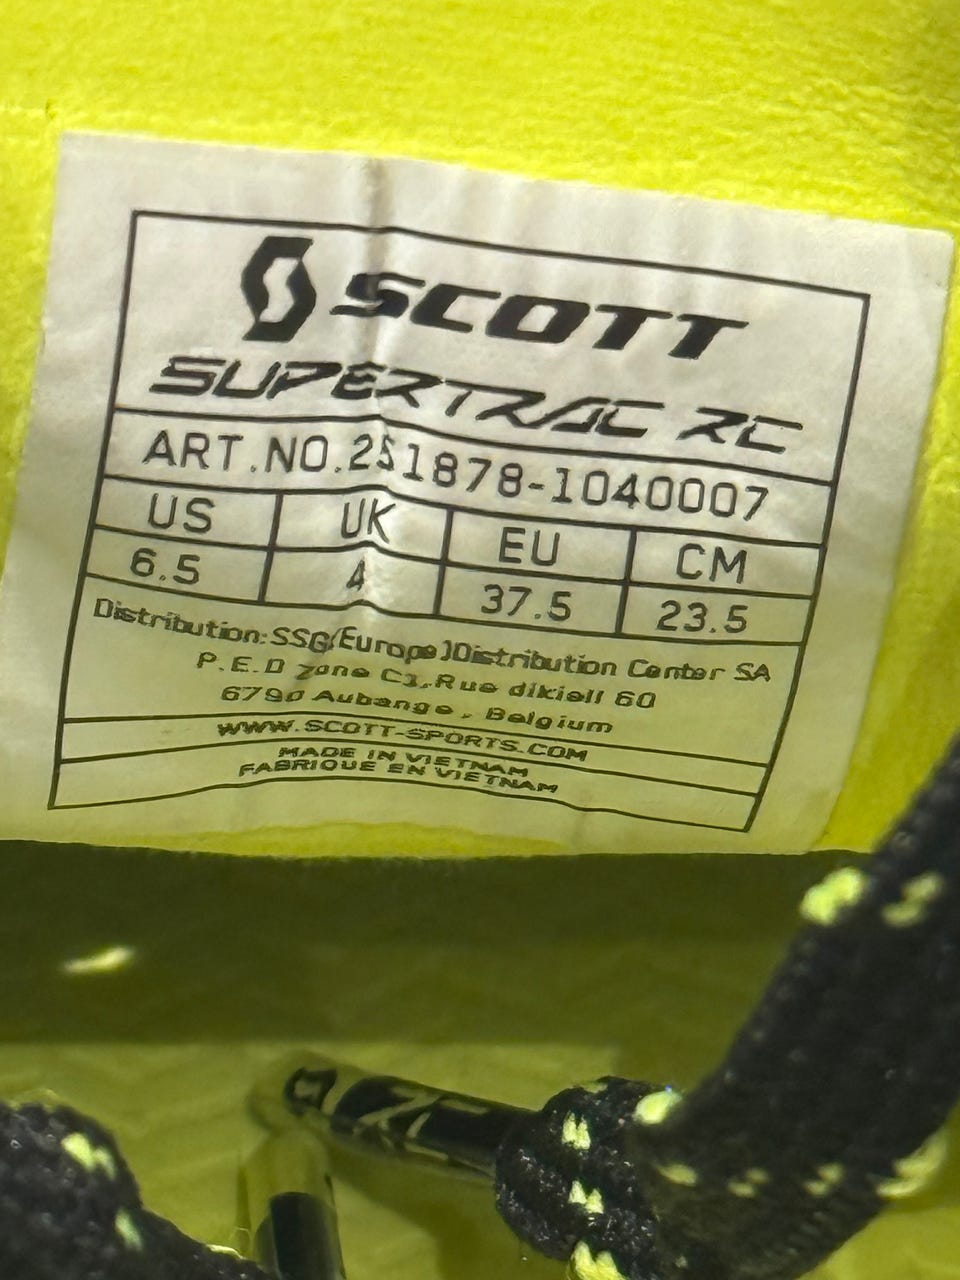 SCOTT
SUPERTRAC RC
ART.NO.251878-1040007
US UK EU CM
6.5 4 37.5 23.5
Distribution:SSG(Europe)Distribution Center SA
P.E.D zone C1,Rue dikiell 60
6790 Aubange, Belgium
WWW.SCOTT-SPORTS.COM
MADE IN VIETNAM
FABRIQUE EN VIETNAM
RC